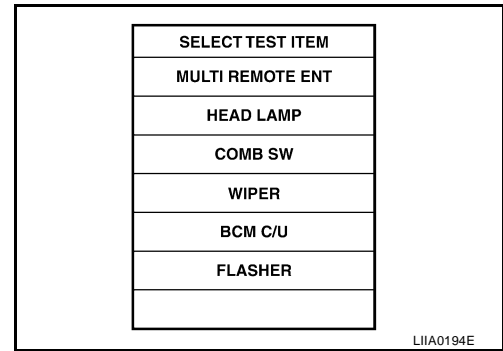 SELECT TEST ITEM
MULTI REMOTE ENT
HEAD LAMP
COMB SW
WIPER
BCM C/U
FLASHER
LIIA0194E